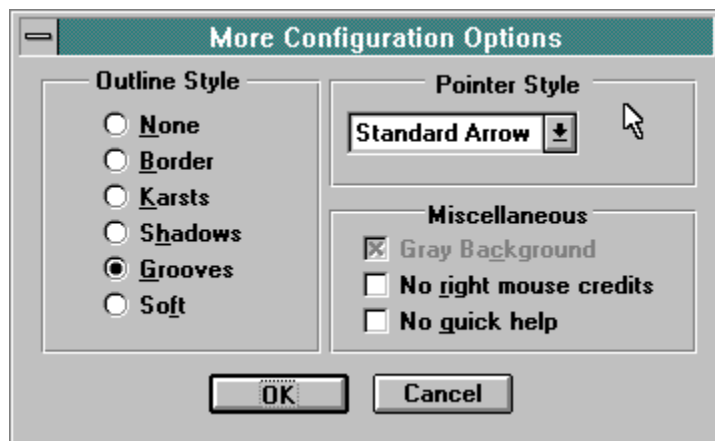 More Configuration Options
Outline Style
None
Border
Karsts
Shadows
Grooves
Soft
Pointer Style
Standard Arrow
Miscellaneous
Gray Background
No right mouse credits
No quick help
OK
Cancel